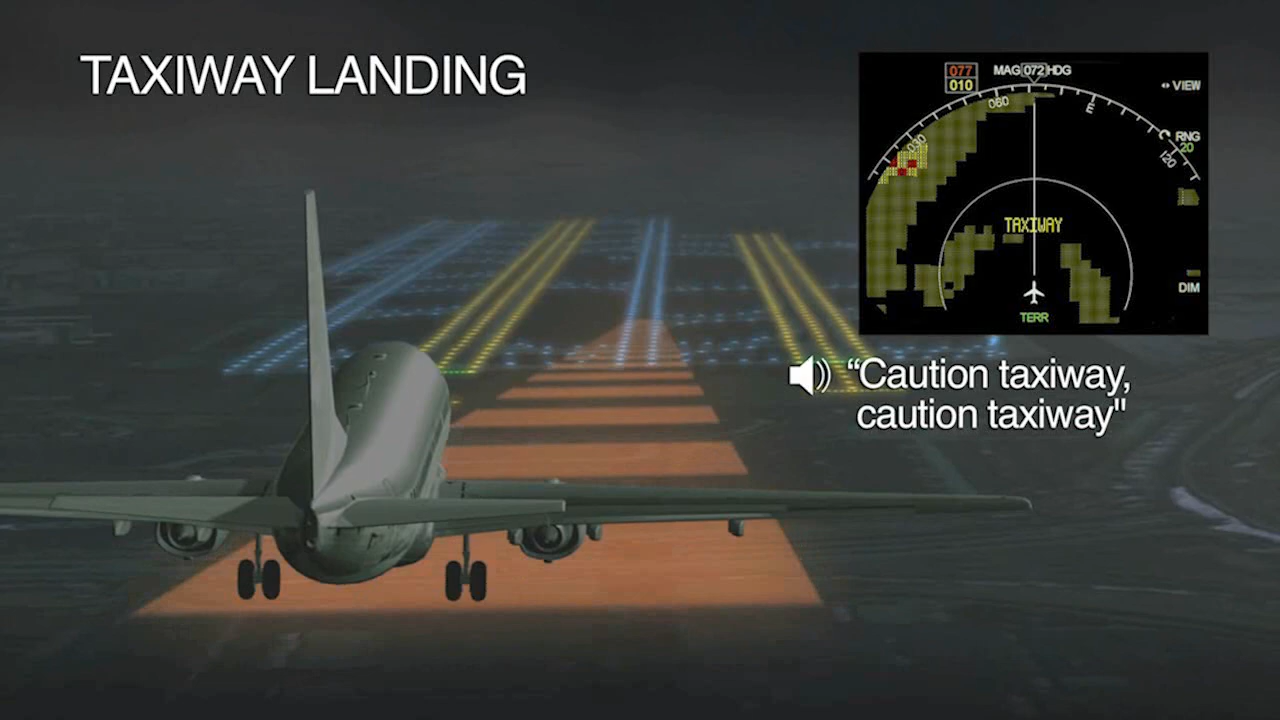 TAXIWAY LANDING
077 MAG 072 HDG
010
VIEW
060
E
030
RNG
20
120
TAXIWAY
DIM
TERR
“Caution taxiway,
caution taxiway"